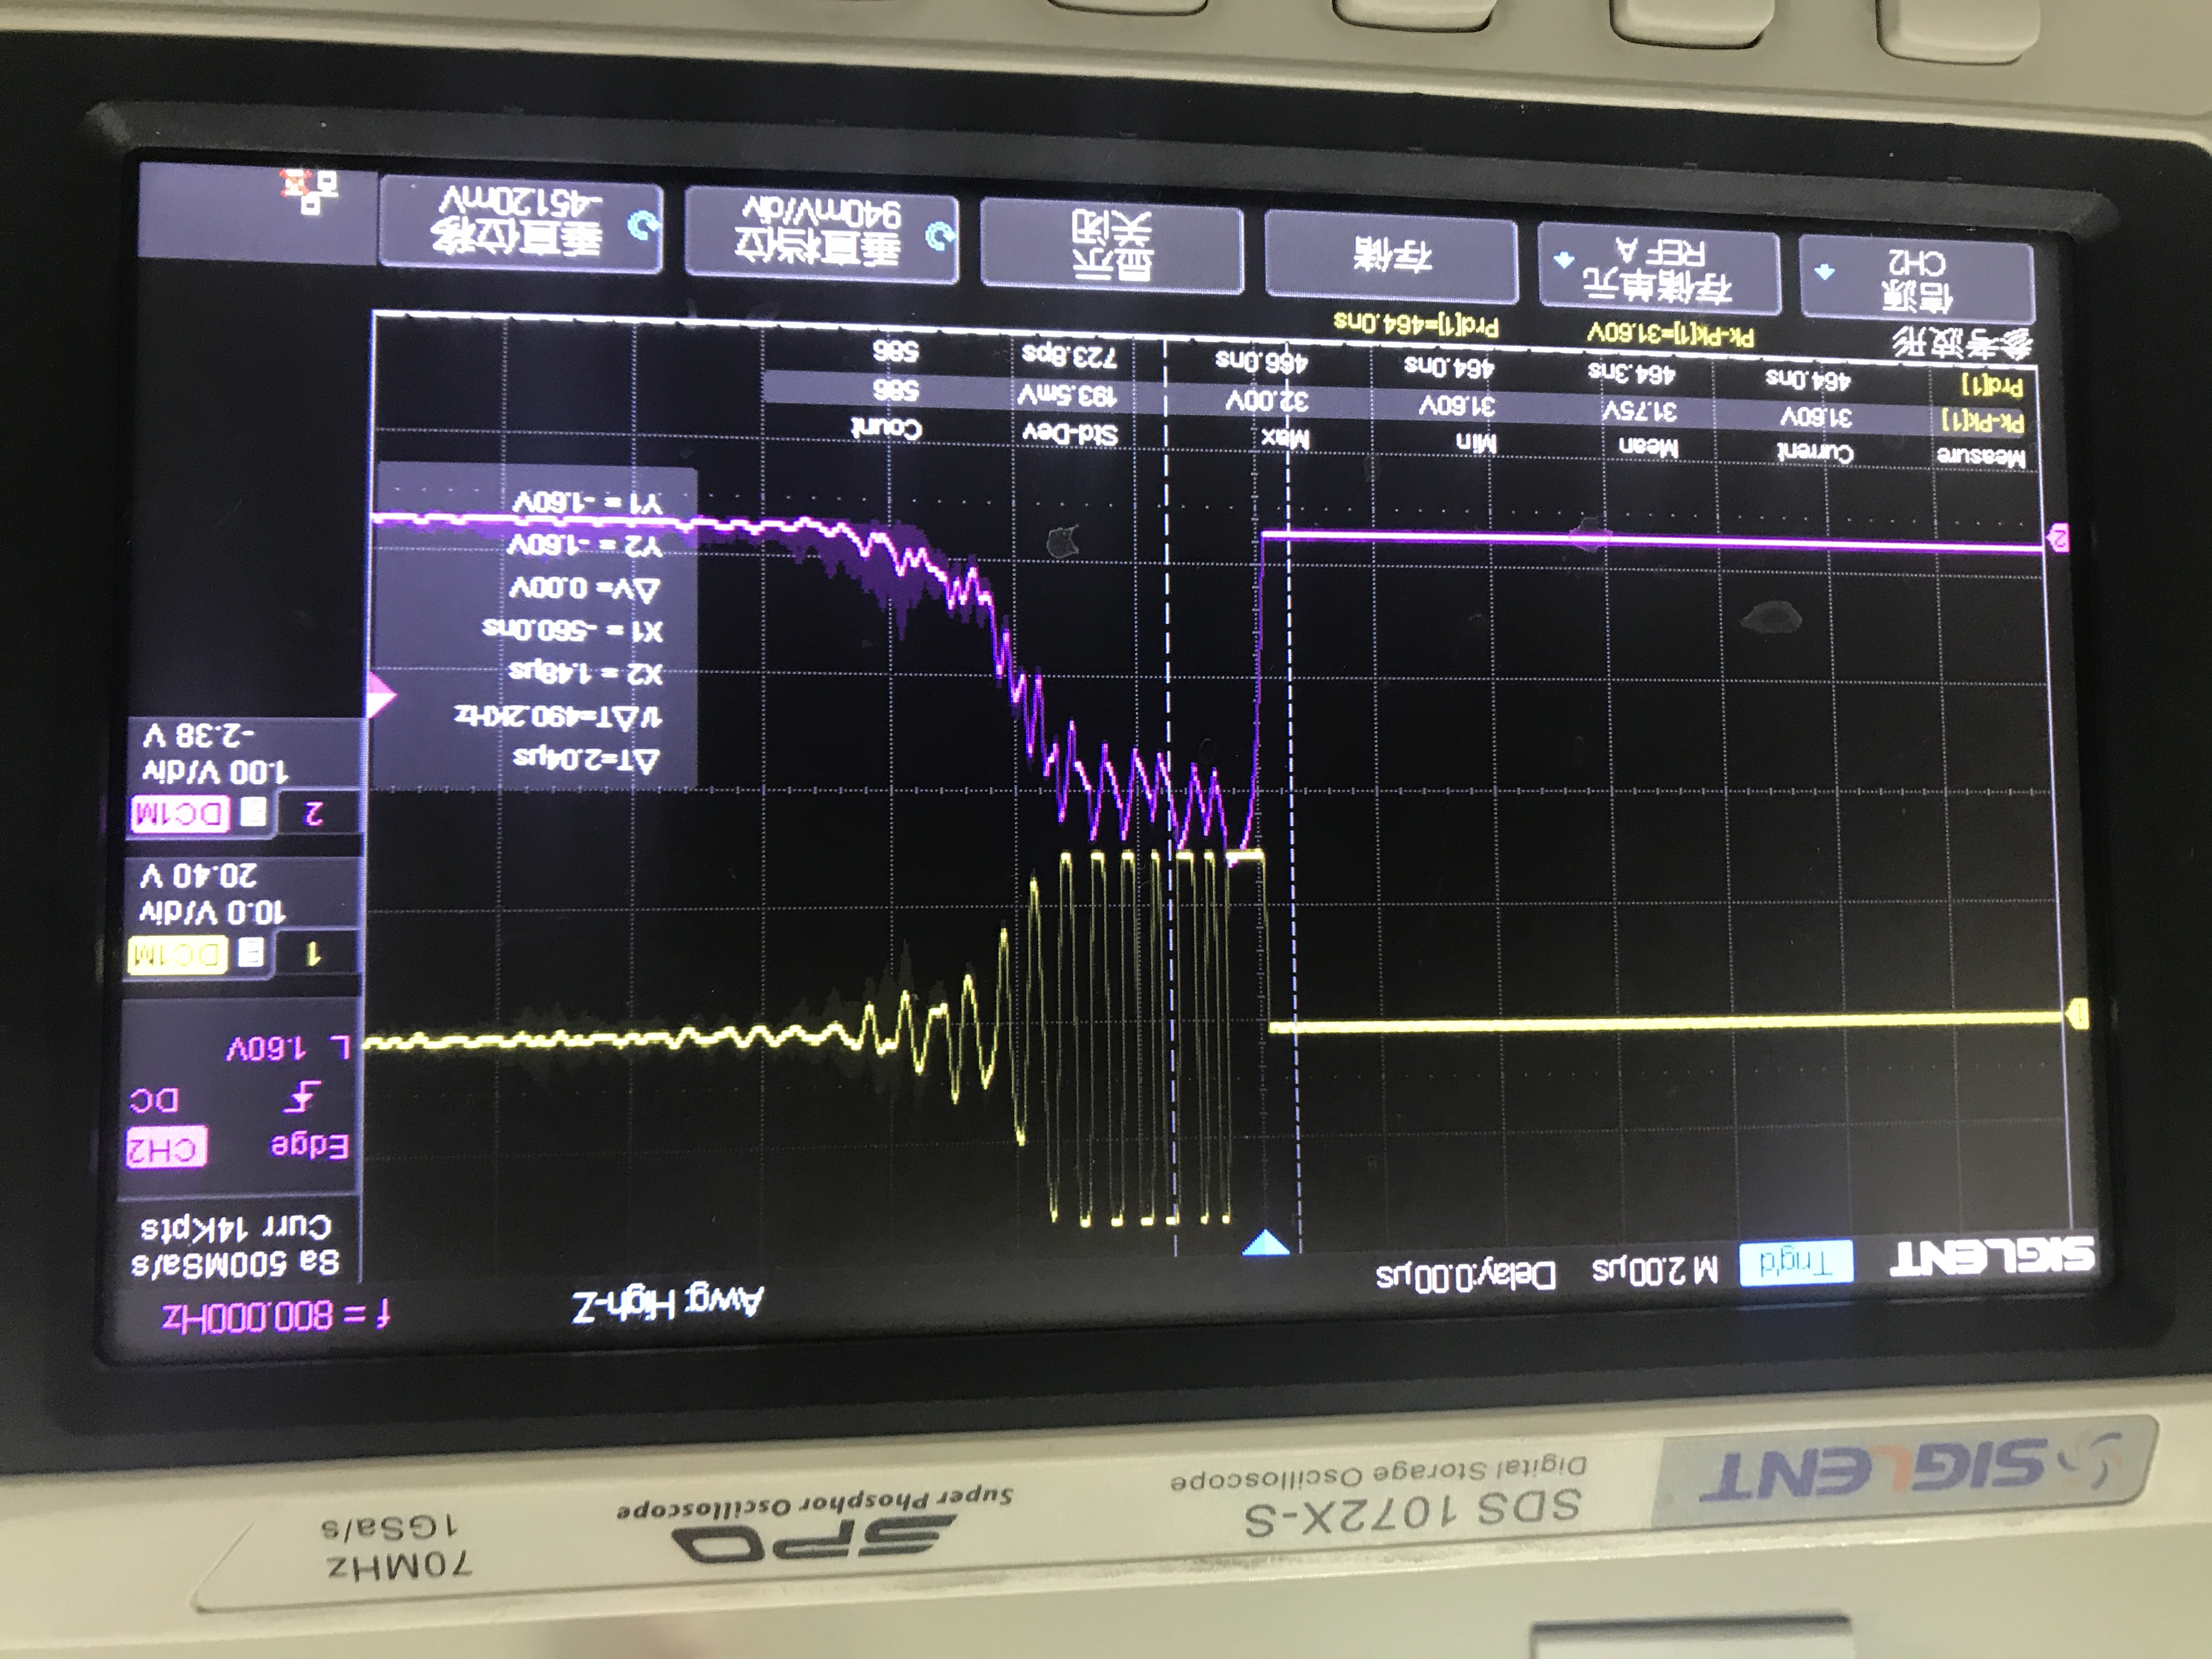 SIGLENT
SDS 1072X-S
Digital Storage Oscilloscope
SPO
Super Phosphor Oscilloscope
70MHz
1GSa/s
SIGLENT Trig'd M 2.00µs Delay:0.00µs Awg: High-Z f = 800.000Hz
Sa 500MSa/s
Curr 14Kpts
Edge CH2
DC
L 1.60V
1 DC1M
10.0 V/div
20.40 V
2 DC1M
1.00 V/div
-2.38 V
1
2
ΔT=2.04µs
1/ΔT=490.2KHz
X2 = 1.48µs
X1 = -560.0ns
ΔV= 0.00V
Y2 = -1.60V
Y1 = -1.60V
Measure Current Mean Min Max Std-Dev Count
Pk-Pk[1] 31.60V 31.75V 31.60V 32.00V 193.5mV 586
Prd[1] 464.0ns 464.3ns 464.0ns 466.0ns 723.8ps 586
参考波形 Pk-Pk[1]=31.60V Prd[1]=464.0ns
信源
CH2
存储单元
REF A
存储
显示
关闭
垂直档位
940mV/div
垂直位移
-451.20mV